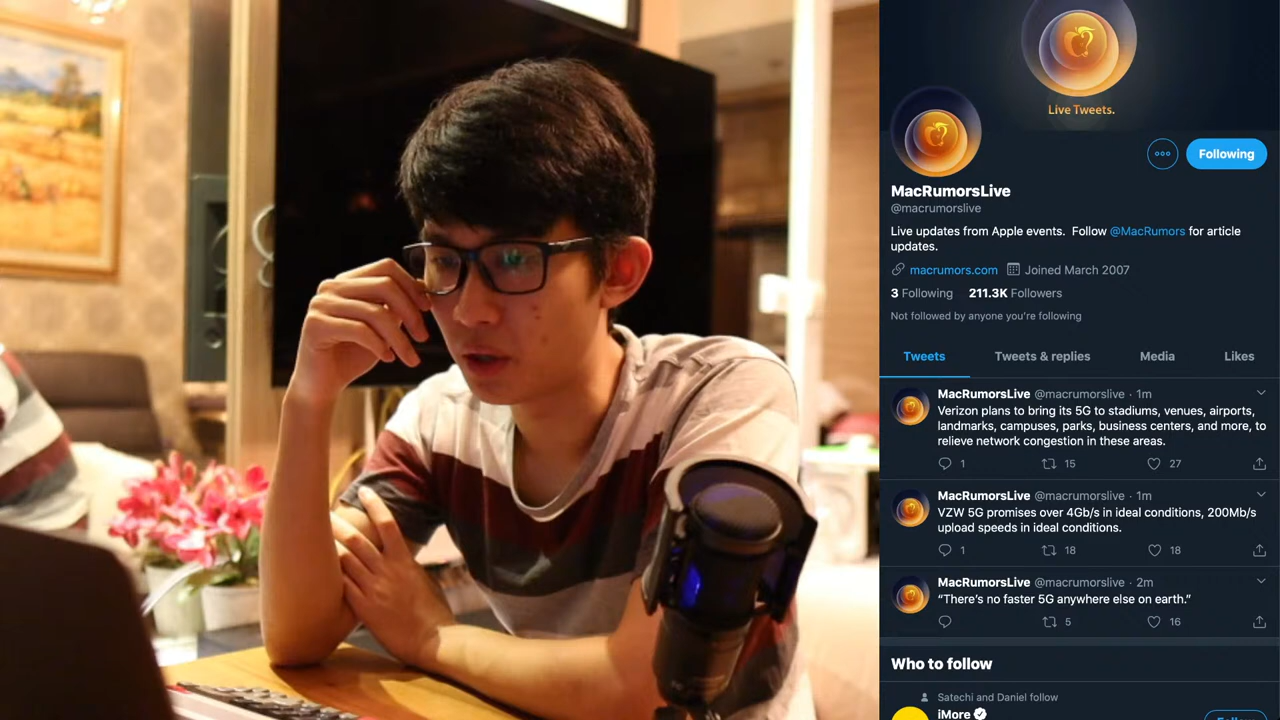 Live Tweets.
Following
MacRumorsLive
@macrumorslive
Live updates from Apple events. Follow @MacRumors for article
updates.
macrumors.com Joined March 2007
3 Following 211.3K Followers
Not followed by anyone you're following
Tweets Tweets & replies Media Likes
MacRumorsLive @macrumorslive · 1m
Verizon plans to bring its 5G to stadiums, venues, airports,
landmarks, campuses, parks, business centers, and more, to
relieve network congestion in these areas.
1 15 27
MacRumorsLive @macrumorslive · 1m
VZW 5G promises over 4Gb/s in ideal conditions, 200Mb/s
upload speeds in ideal conditions.
1 18 18
MacRumorsLive @macrumorslive · 2m
“There’s no faster 5G anywhere else on earth.”
5 16
Who to follow
Satechi and Daniel follow
iMore
Follow